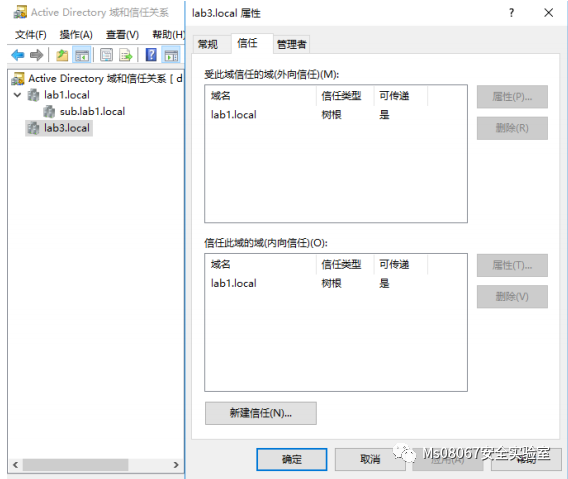 Active Directory 域和信任关系
文件(F) 操作(A) 查看(V) 帮助(H)
Active Directory 域和信任关系 [ d
lab1.local
sub.lab1.local
lab3.local
lab3.local 属性
常规 信任 管理者
受此域信任的域(外向信任)(M):
域名 信任类型 可传递
lab1.local 树根 是
属性(P)...
删除(R)
信任此域的域(内向信任)(O):
域名 信任类型 可传递
lab1.local 树根 是
属性(T)...
删除(V)
新建信任(N)...
确定 取消 应用(A) 帮助
Ms08067安全实验室